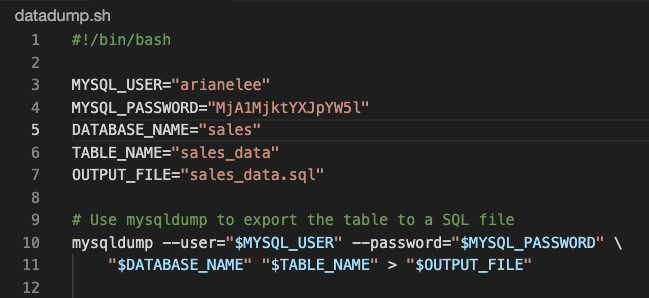 datadump.sh
1 #!/bin/bash
2
3 MYSQL_USER="arianelee"
4 MYSQL_PASSWORD="MjA1MjktYXJpYW5l"
5 DATABASE_NAME="sales"
6 TABLE_NAME="sales_data"
7 OUTPUT_FILE="sales_data.sql"
8
9 # Use mysqldump to export the table to a SQL file
10 mysqldump --user="$MYSQL_USER" --password="$MYSQL_PASSWORD" \
11 "$DATABASE_NAME" "$TABLE_NAME" > "$OUTPUT_FILE"
12